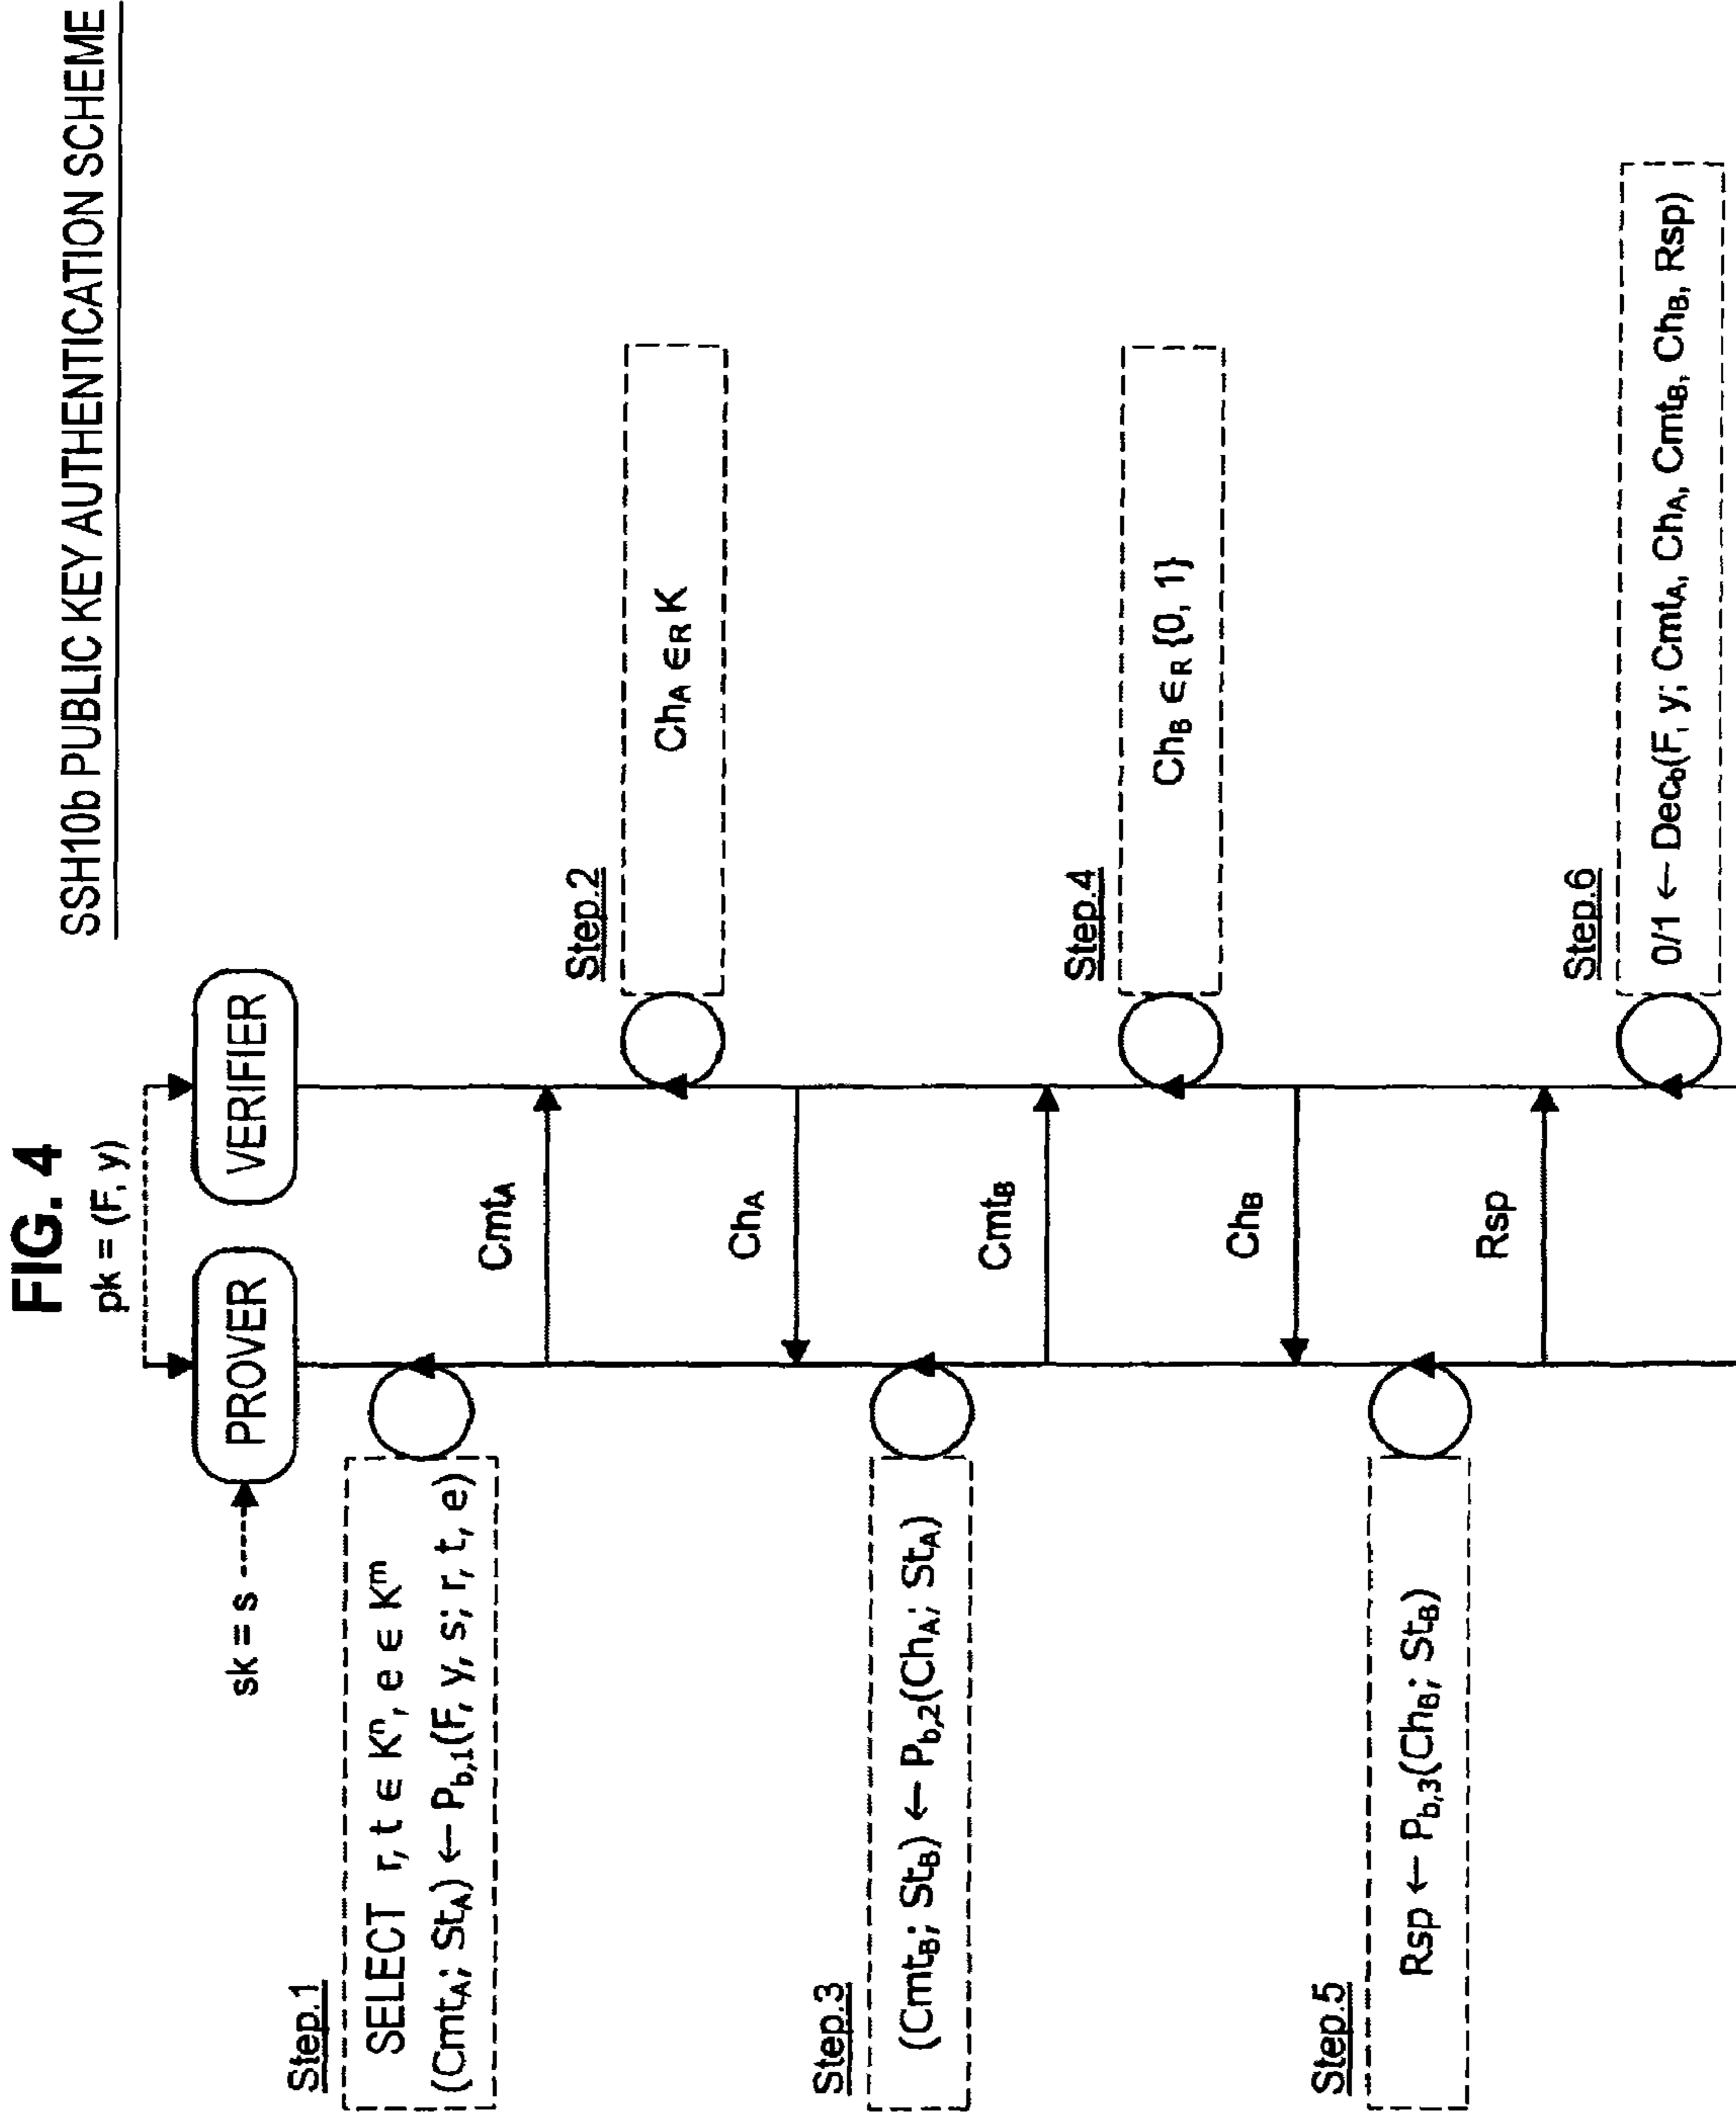 FIG. 4
SSH10b PUBLIC KEY AUTHENTICATION SCHEME
pk = (F, y)
sk = s
PROVER
VERIFIER
Step.1
SELECT r, t ∈ Kⁿ, e ∈ Kᵐ
(Cmt_A; St_A) ← P_b,1(F, y, s; r, t, e)
Cmt_A
Step.2
Ch_A ∈_R K
Ch_A
Step.3
(Cmt_B; St_B) ← P_b,2(Ch_A; St_A)
Cmt_B
Step.4
Ch_B ∈_R {0, 1}
Ch_B
Step.5
Rsp ← P_b,3(Ch_B; St_B)
Rsp
Step.6
0/1 ← Dec_b(F, y; Cmt_A, Ch_A, Cmt_B, Ch_B, Rsp)